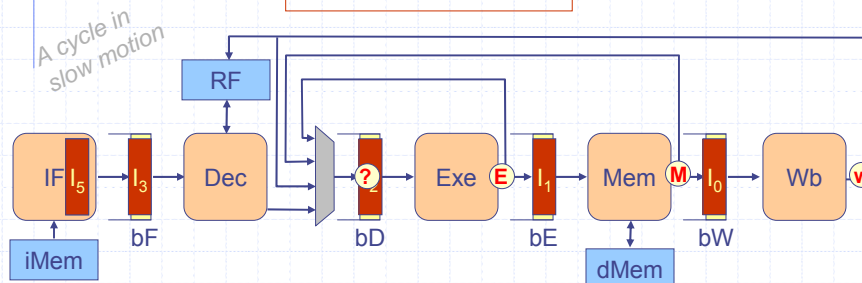 A cycle in
slow motion
RF
IF
I5
I3
Dec
?
2
Exe
E
I1
Mem
M
I0
Wb
w
bF
bD
bE
bW
iMem
dMem